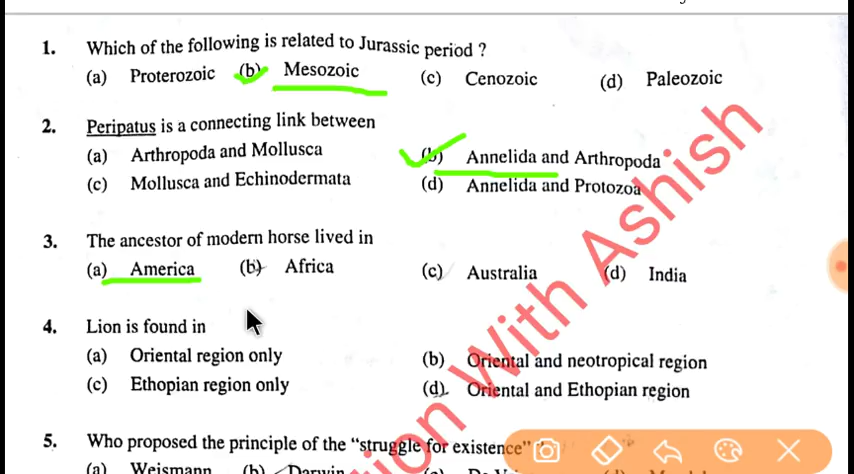 1. Which of the following is related to Jurassic period ?
(a) Proterozoic (b) Mesozoic (c) Cenozoic (d) Paleozoic
2. Peripatus is a connecting link between
(a) Arthropoda and Mollusca (b) Annelida and Arthropoda
(c) Mollusca and Echinodermata (d) Annelida and Protozoa
3. The ancestor of modern horse lived in
(a) America (b) Africa (c) Australia (d) India
4. Lion is found in
(a) Oriental region only (b) Oriental and neotropical region
(c) Ethopian region only (d) Oriental and Ethopian region
5. Who proposed the principle of the “struggle for existence”
(a) Weismann (b) Darwin
With Ashish